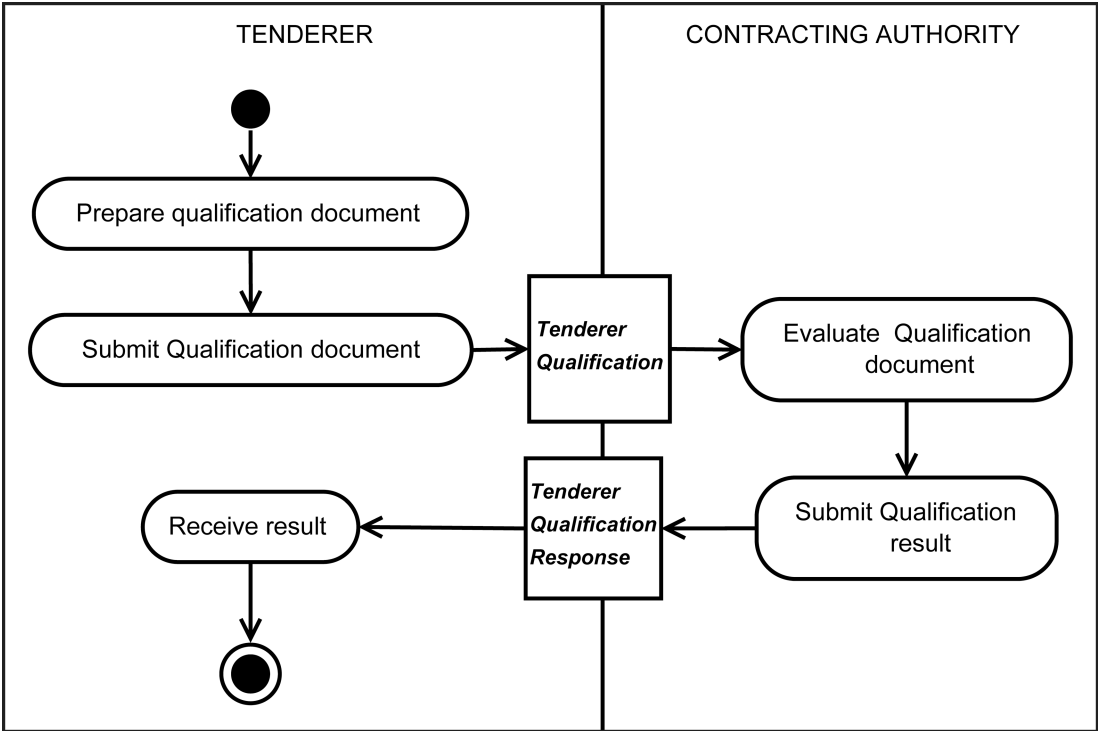 TENDERER
CONTRACTING AUTHORITY
Prepare qualification document
Submit Qualification document
Tenderer
Qualification
Evaluate  Qualification
document
Submit Qualification
result
Tenderer
Qualification
Response
Receive result